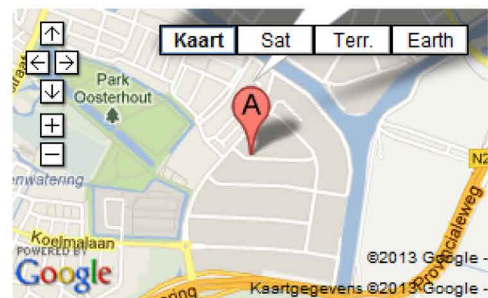 Kaart Sat Terr. Earth
Park
Oosterhout
A
N2
Provincialeweg
Koelmalaan
POWERED BY
Google
©2013 Google -
Kaartgegevens ©2013 Google -